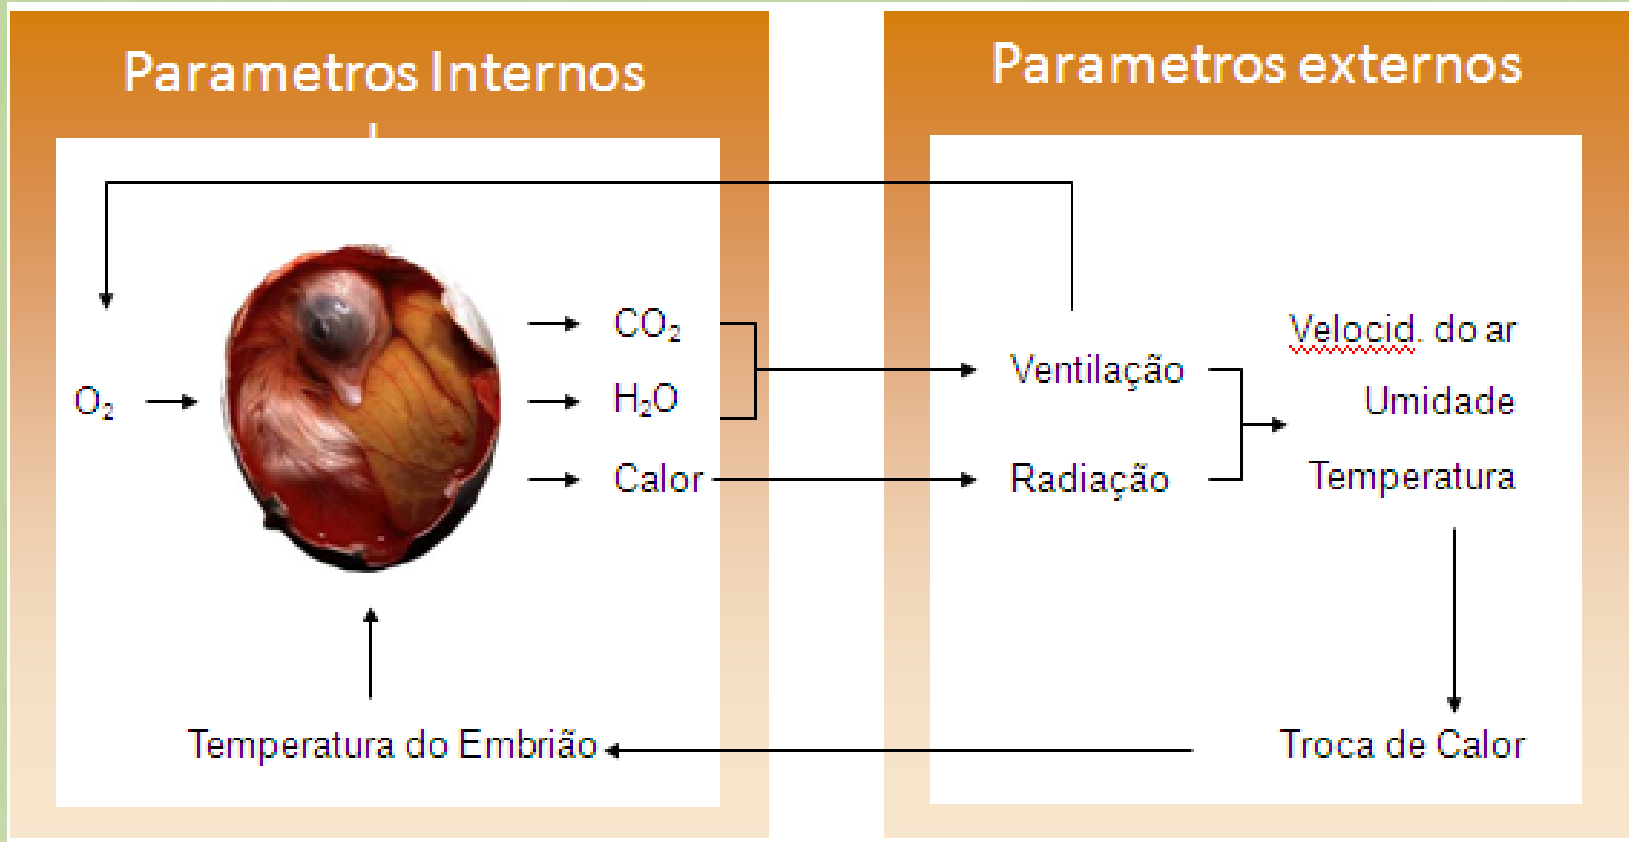 Parametros Internos
Parametros externos
O₂
CO₂
H₂O
Calor
Ventilação
Radiação
Velocid. do ar
Umidade
Temperatura
Temperatura do Embrião
Troca de Calor